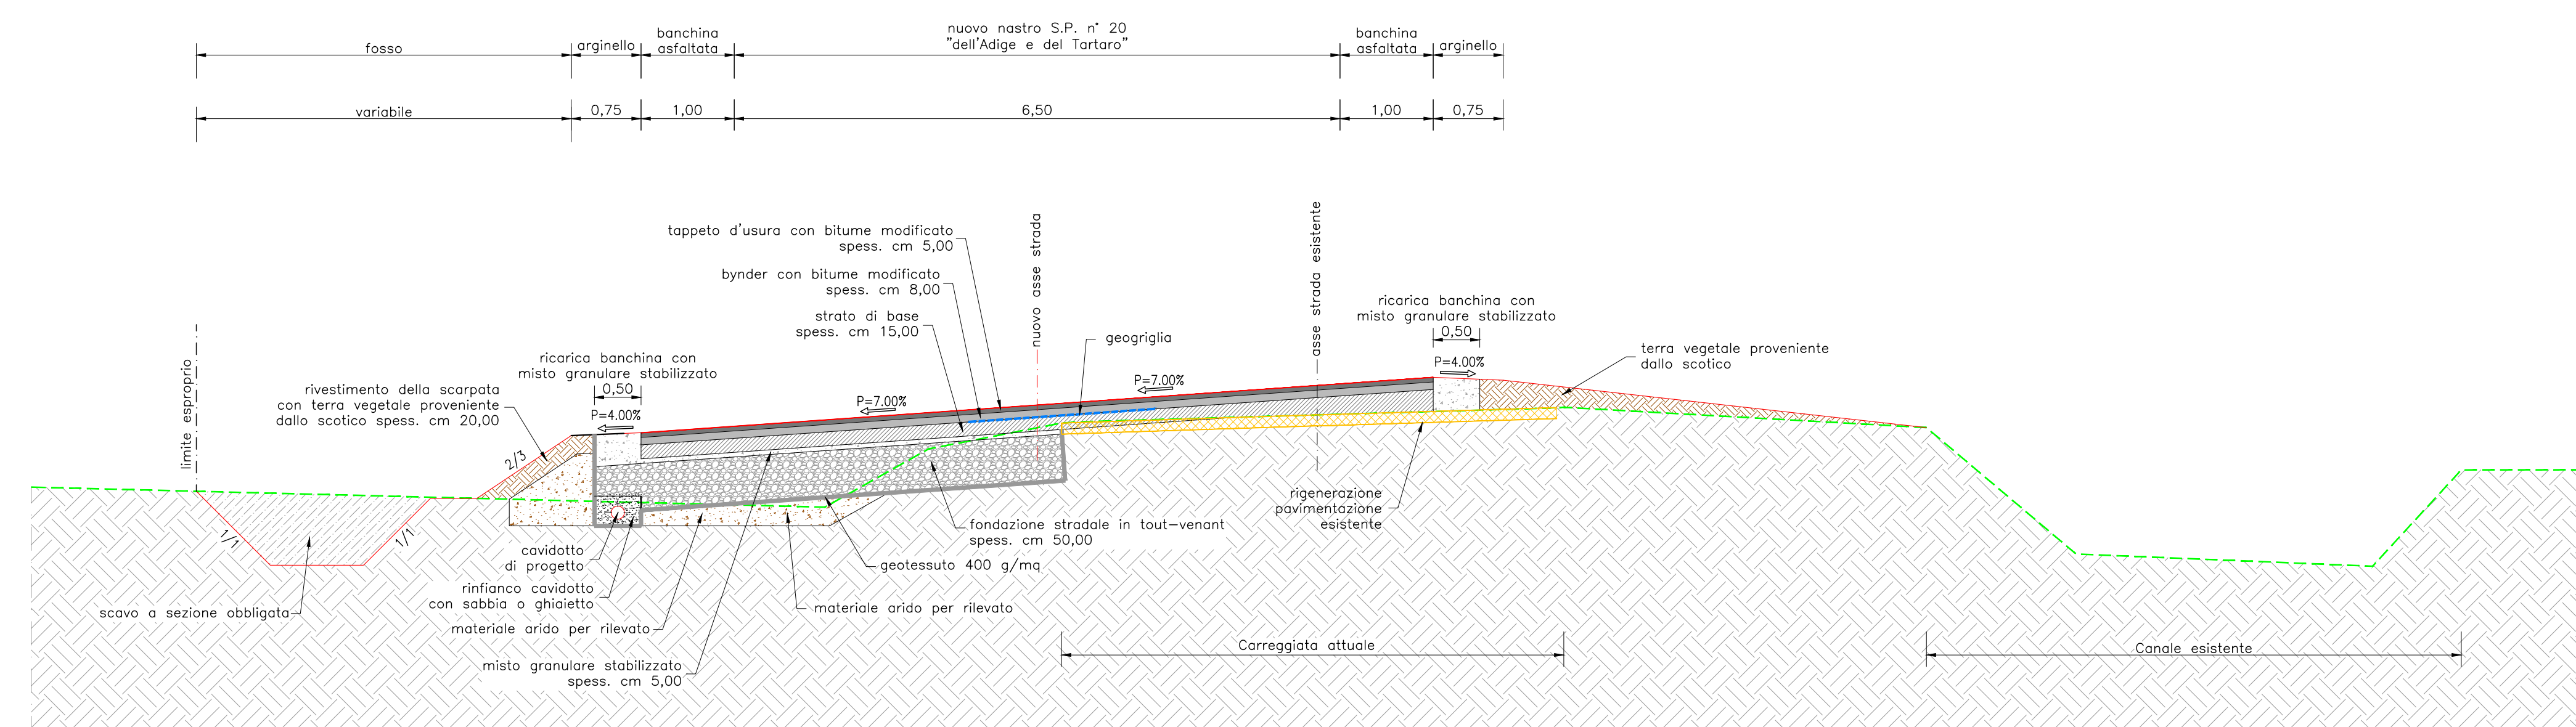 fosso
arginello
banchina
asfaltata
nuovo nastro S.P. n° 20
"dell'Adige e del Tartaro"
banchina
asfaltata
arginello
variabile
0,75
1,00
6,50
1,00
0,75
tappeto d'usura con bitume modificato
spess. cm 5,00
bynder con bitume modificato
spess. cm 8,00
strato di base
spess. cm 15,00
nuovo asse strada
asse strada esistente
geogriglia
ricarica banchina con
misto granulare stabilizzato
0,50
P=4.00%
terra vegetale proveniente
dallo scotico
limite esproprio
ricarica banchina con
misto granulare stabilizzato
0,50
P=4.00%
rivestimento della scarpata
con terra vegetale proveniente
dallo scotico spess. cm 20,00
P=7.00%
P=7.00%
2/3
1/1
1/1
rigenerazione
pavimentazione
esistente
fondazione stradale in tout-venant
spess. cm 50,00
cavidotto
di progetto
geotessuto 400 g/mq
rinfianco cavidotto
con sabbia o ghiaietto
scavo a sezione obbligata
materiale arido per rilevato
materiale arido per rilevato
misto granulare stabilizzato
spess. cm 5,00
Carreggiata attuale
Canale esistente